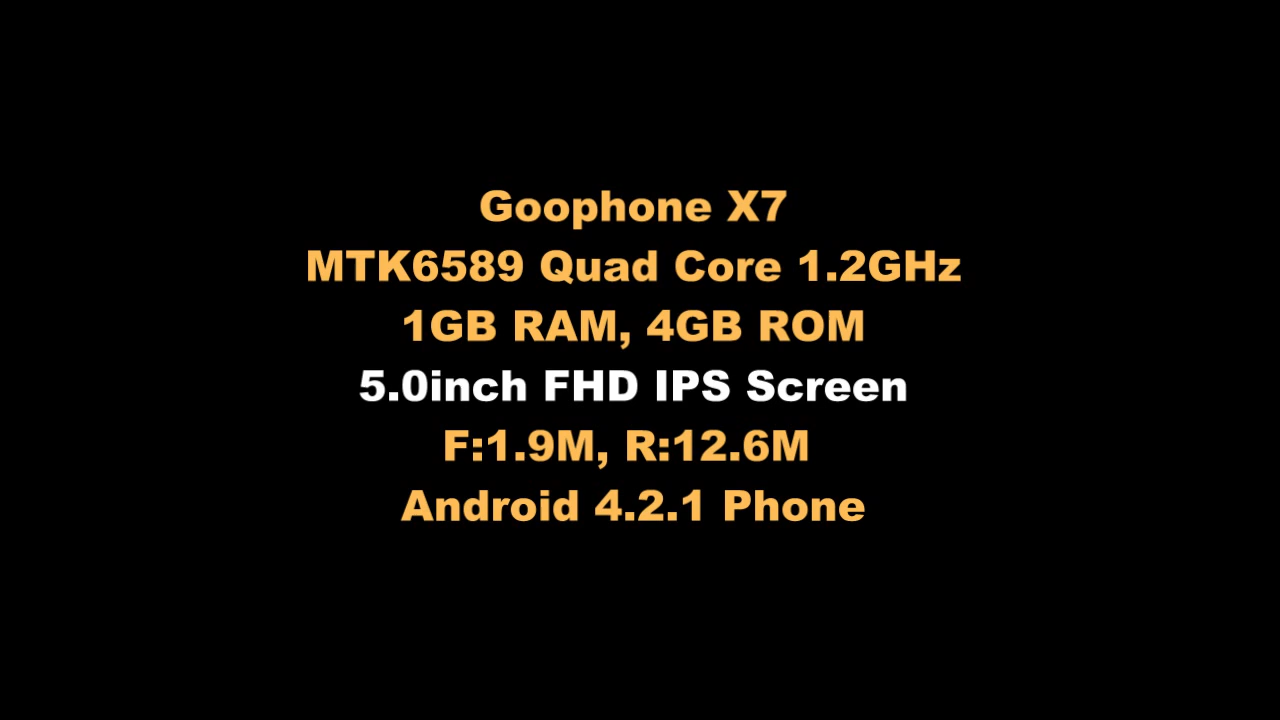 Goophone X7
MTK6589 Quad Core 1.2GHz
1GB RAM, 4GB ROM
5.0inch FHD IPS Screen
F:1.9M, R:12.6M
Android 4.2.1 Phone